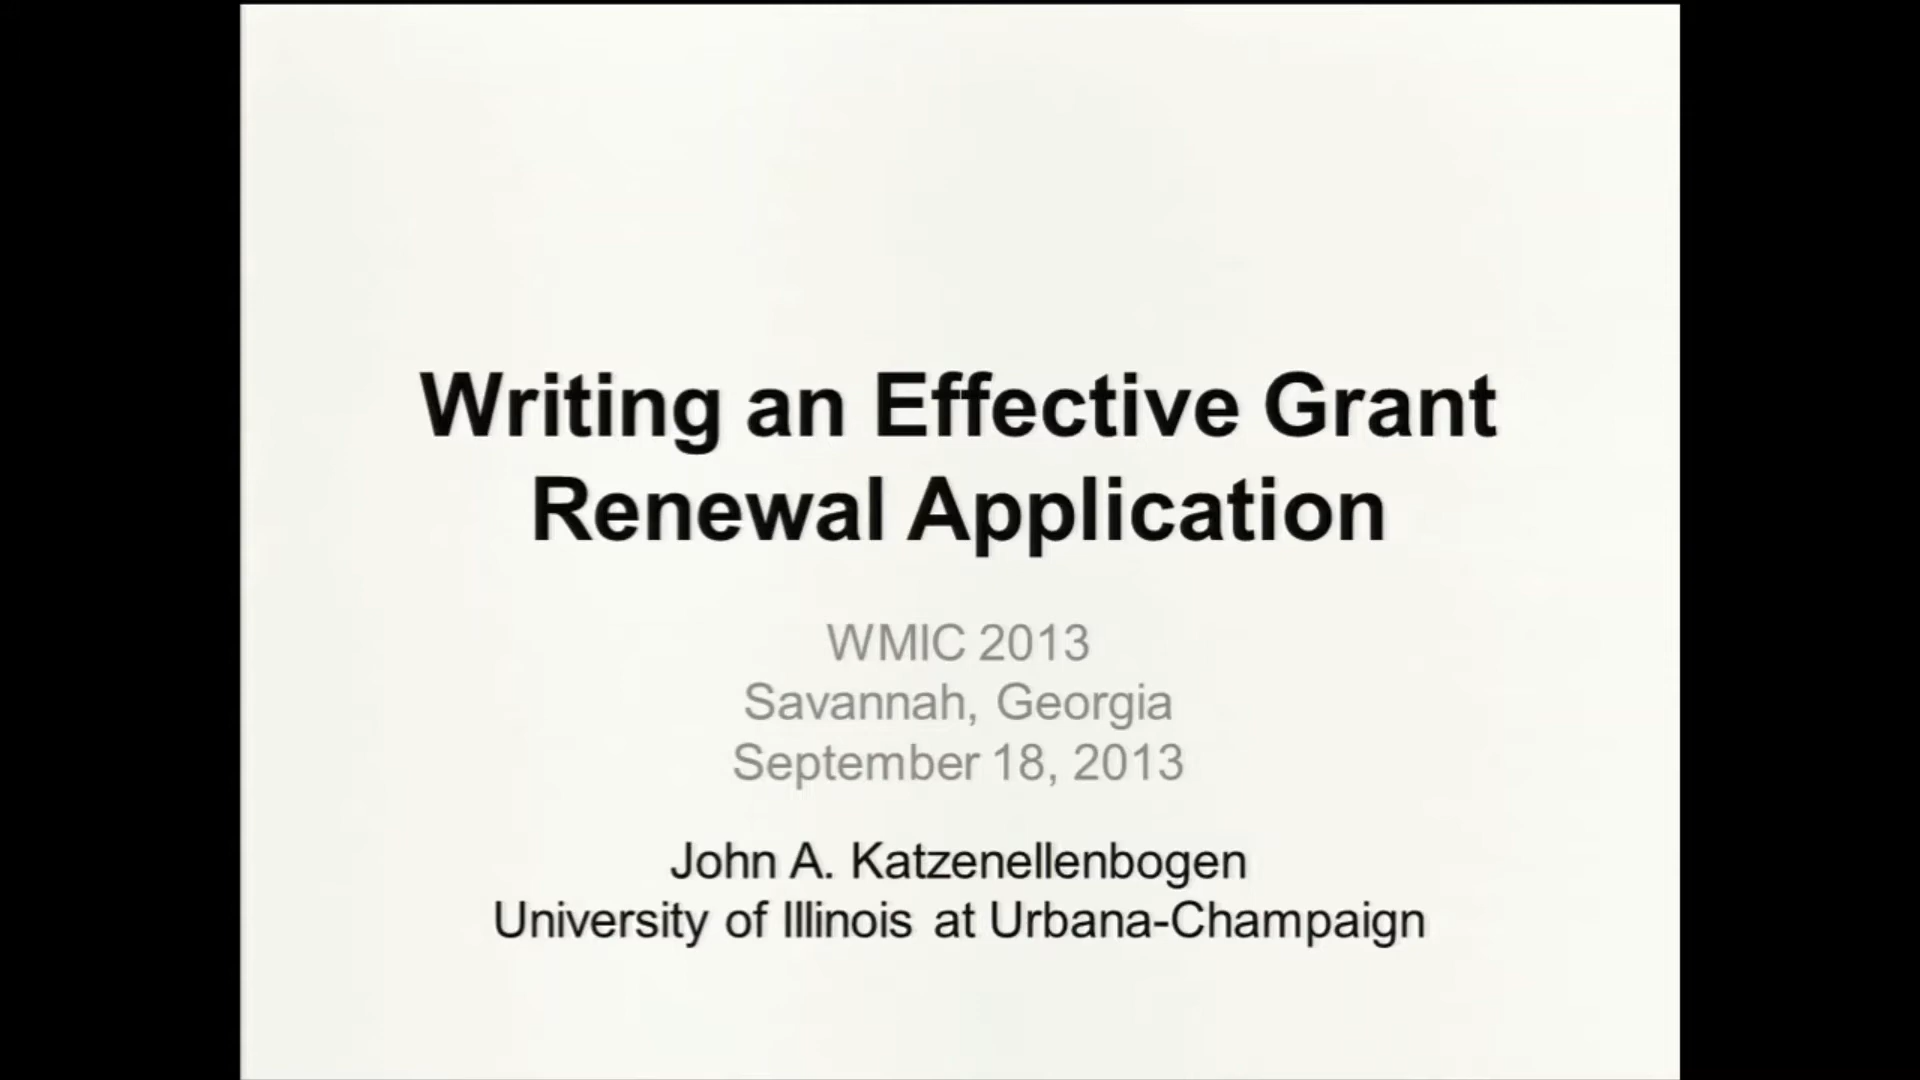 Writing an Effective Grant
Renewal Application
WMIC 2013
Savannah, Georgia
September 18, 2013
John A. Katzenellenbogen
University of Illinois at Urbana-Champaign